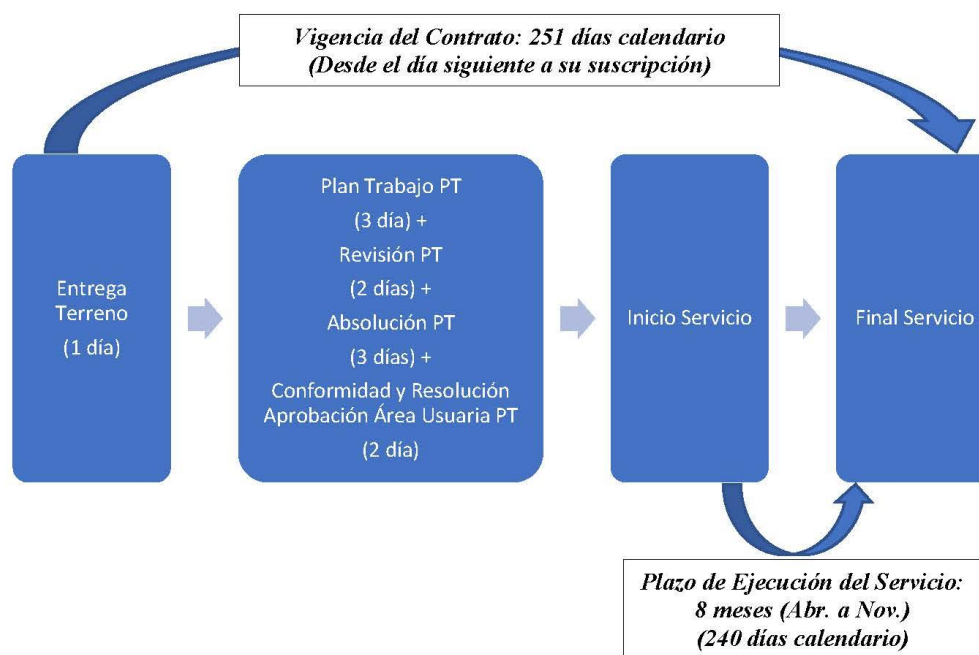 Vigencia del Contrato: 251 días calendario
(Desde el día siguiente a su suscripción)
Entrega
Terreno
(1 día)
Plan Trabajo PT
(3 día) +
Revisión PT
(2 días) +
Absolución PT
(3 días) +
Conformidad y Resolución
Aprobación Área Usuaria PT
(2 día)
Inicio Servicio
Final Servicio
Plazo de Ejecución del Servicio:
8 meses (Abr. a Nov.)
(240 días calendario)